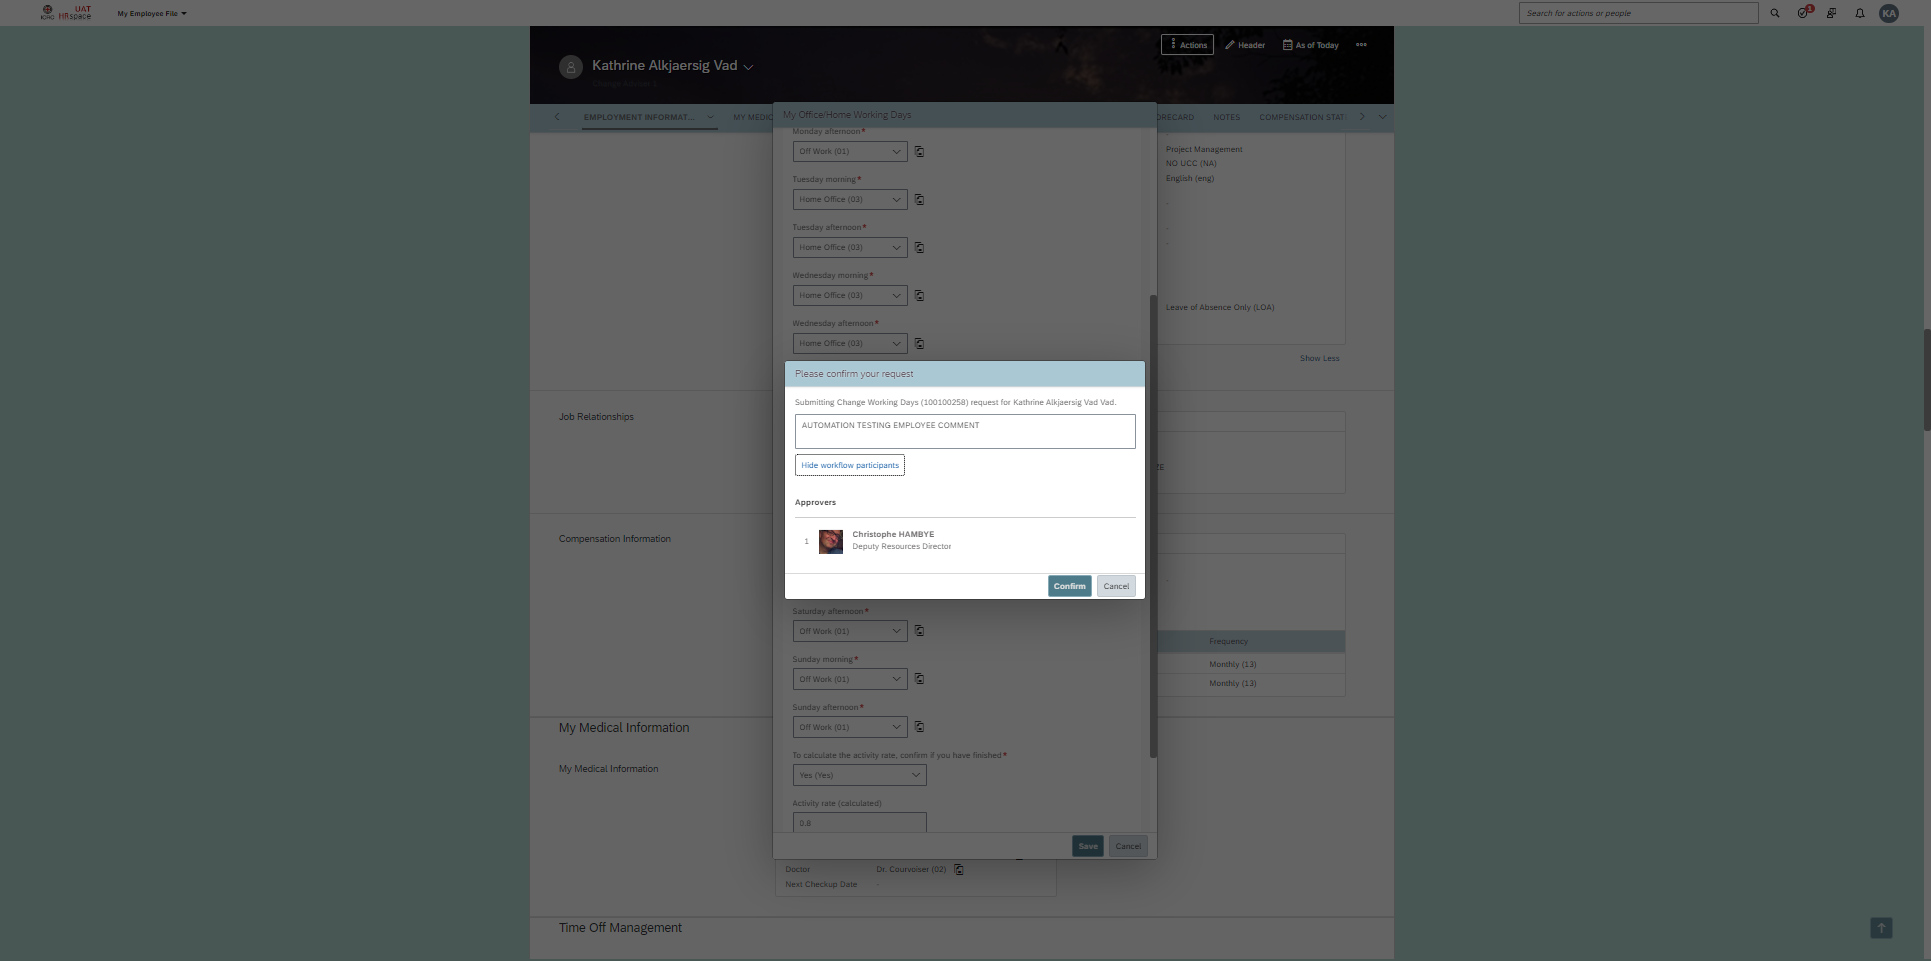 UAT
ICRC HRspace
My Employee File
Search for actions or people
1
KA
Actions
Header
As of Today
Kathrine Alkjaersig Vad
EMPLOYMENT INFORMAT...
MY MEDIC
ORECARD
NOTES
COMPENSATION STAT
My Office/Home Working Days
Monday afternoon*
Off Work (01)
Tuesday morning*
Home Office (03)
Tuesday afternoon*
Home Office (03)
Wednesday morning*
Home Office (03)
Wednesday afternoon*
Home Office (03)
Project Management
NO UCC (NA)
English (eng)
-
-
-
Leave of Absence Only (LOA)
Show Less
Job Relationships
Compensation Information
Please confirm your request
Submitting Change Working Days (100100258) request for Kathrine Alkjaersig Vad Vad.
AUTOMATION TESTING EMPLOYEE COMMENT
Hide workflow participants
Approvers
1
Christophe HAMBYE
Deputy Resources Director
Confirm
Cancel
Saturday afternoon*
Off Work (01)
Sunday morning*
Off Work (01)
Sunday afternoon*
Off Work (01)
To calculate the activity rate, confirm if you have finished*
Yes (Yes)
Activity rate (calculated)
0.8
Save
Cancel
Frequency
Monthly (13)
Monthly (13)
My Medical Information
My Medical Information
Doctor
Dr. Courvoiser (02)
Next Checkup Date
-
Time Off Management